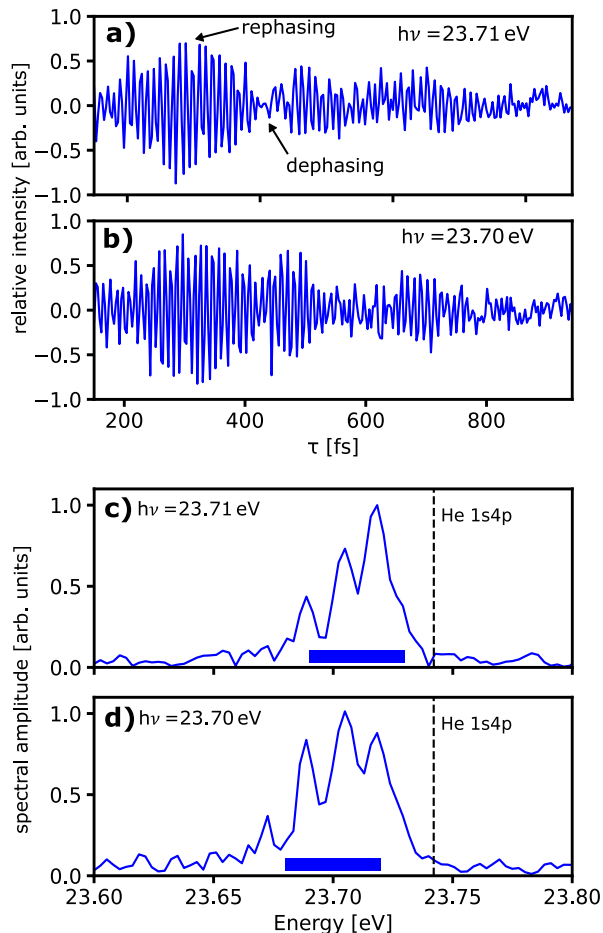 a)
rephasing
hν = 23.71 eV
dephasing
1.0
0.5
0.0
−0.5
−1.0
b)
hν = 23.70 eV
1.0
0.5
0.0
−0.5
−1.0
relative intensity [arb. units]
200
400
600
800
τ [fs]
c)
hν = 23.71 eV
He 1s4p
1.0
0.5
0.0
d)
hν = 23.70 eV
He 1s4p
1.0
0.5
0.0
spectral amplitude [arb. units]
23.60
23.65
23.70
23.75
23.80
Energy [eV]